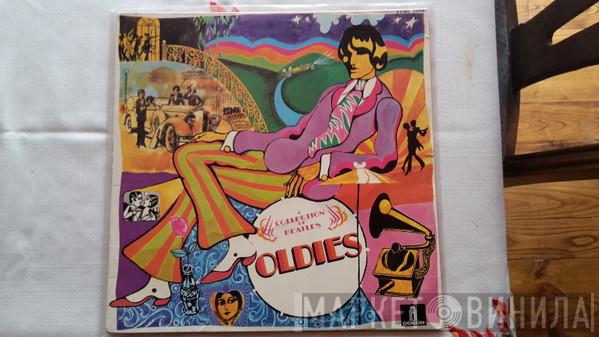 A
COLLECTION
OF
BEATLES
OLDIES
ODEON
МАРКЕТ ВИНИЛА